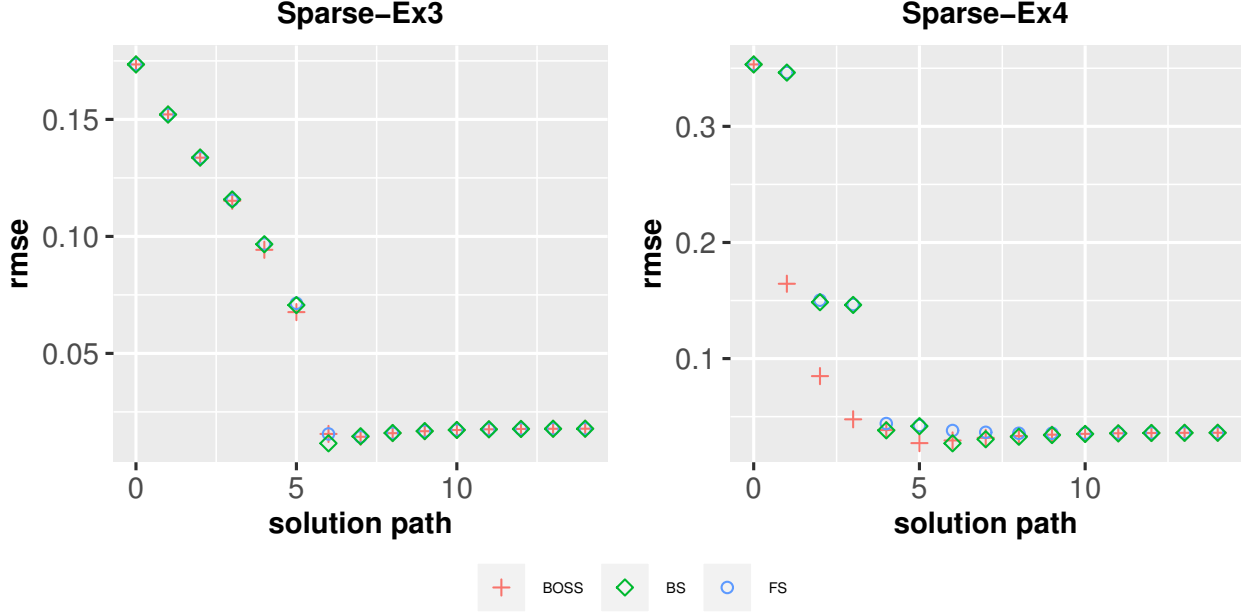 Sparse−Ex3
Sparse−Ex4
rmse
0.15
0.10
0.05
0
5
10
solution path
rmse
0.3
0.2
0.1
0
5
10
solution path
BOSS
BS
FS